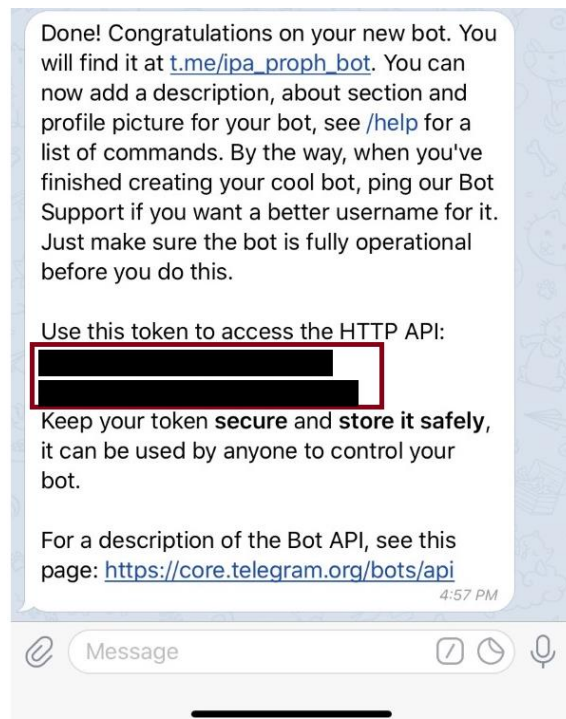 Done! Congratulations on your new bot. You
will find it at t.me/ipa_proph_bot. You can
now add a description, about section and
profile picture for your bot, see /help for a
list of commands. By the way, when you've
finished creating your cool bot, ping our Bot
Support if you want a better username for it.
Just make sure the bot is fully operational
before you do this.
Use this token to access the HTTP API:
Keep your token secure and store it safely,
it can be used by anyone to control your
bot.
For a description of the Bot API, see this
page: https://core.telegram.org/bots/api
4:57 PM
Message